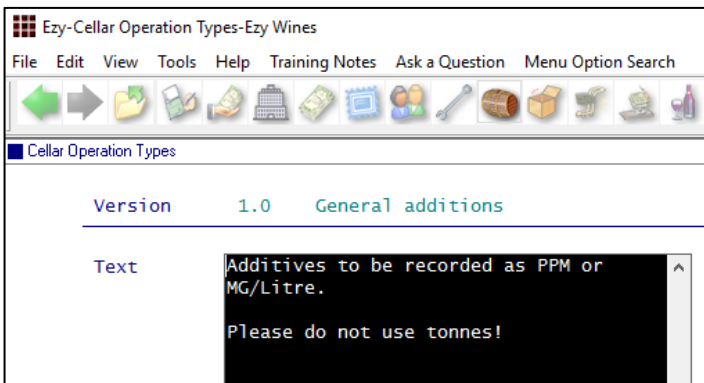 Ezy-Cellar Operation Types-Ezy Wines
File Edit View Tools Help Training Notes Ask a Question Menu Option Search
Cellar Operation Types
Version 1.0 General additions
Text
Additives to be recorded as PPM or
MG/Litre.
Please do not use tonnes!